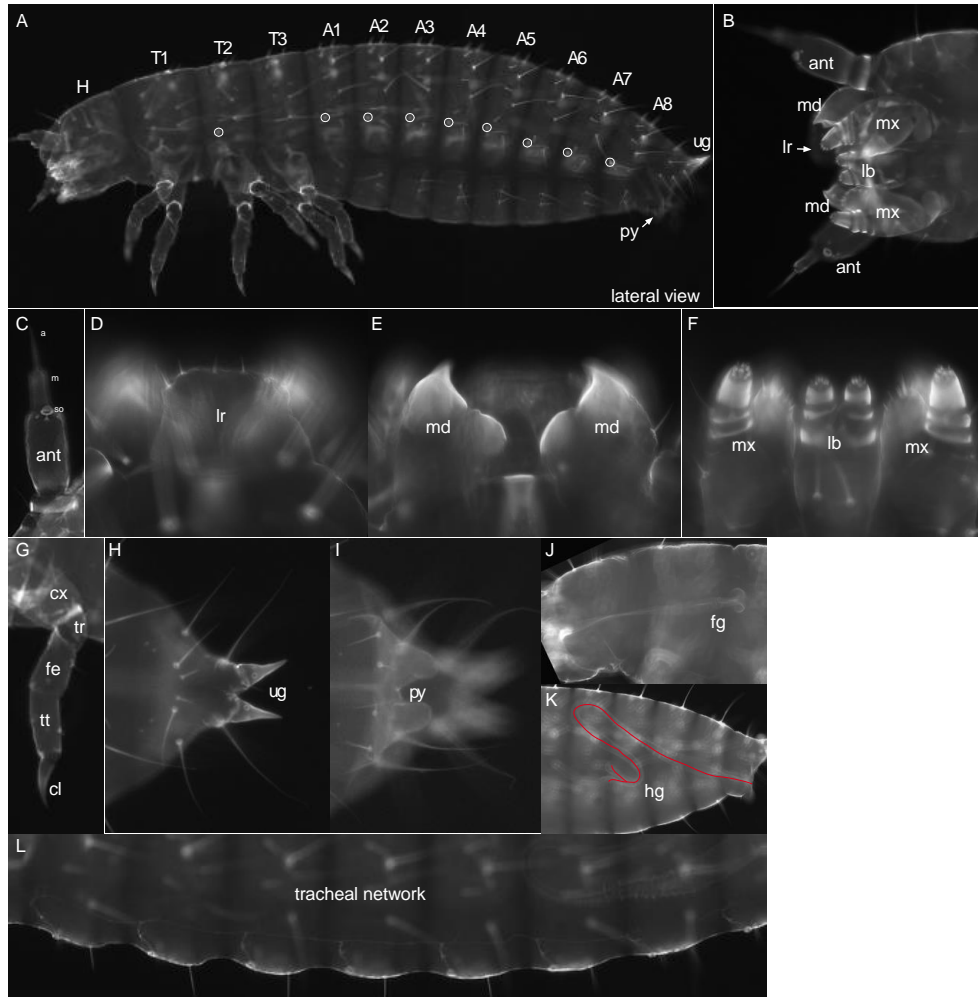 A
T1
T2
T3
A1
A2
A3
A4
A5
A6
A7
A8
H
ug
py
lateral view
B
ant
md
mx
lr
lb
md
mx
ant
C
a
m
so
ant
D
lr
E
md
md
F
mx
lb
mx
G
cx
tr
fe
tt
cl
H
ug
I
py
J
fg
K
hg
L
tracheal network